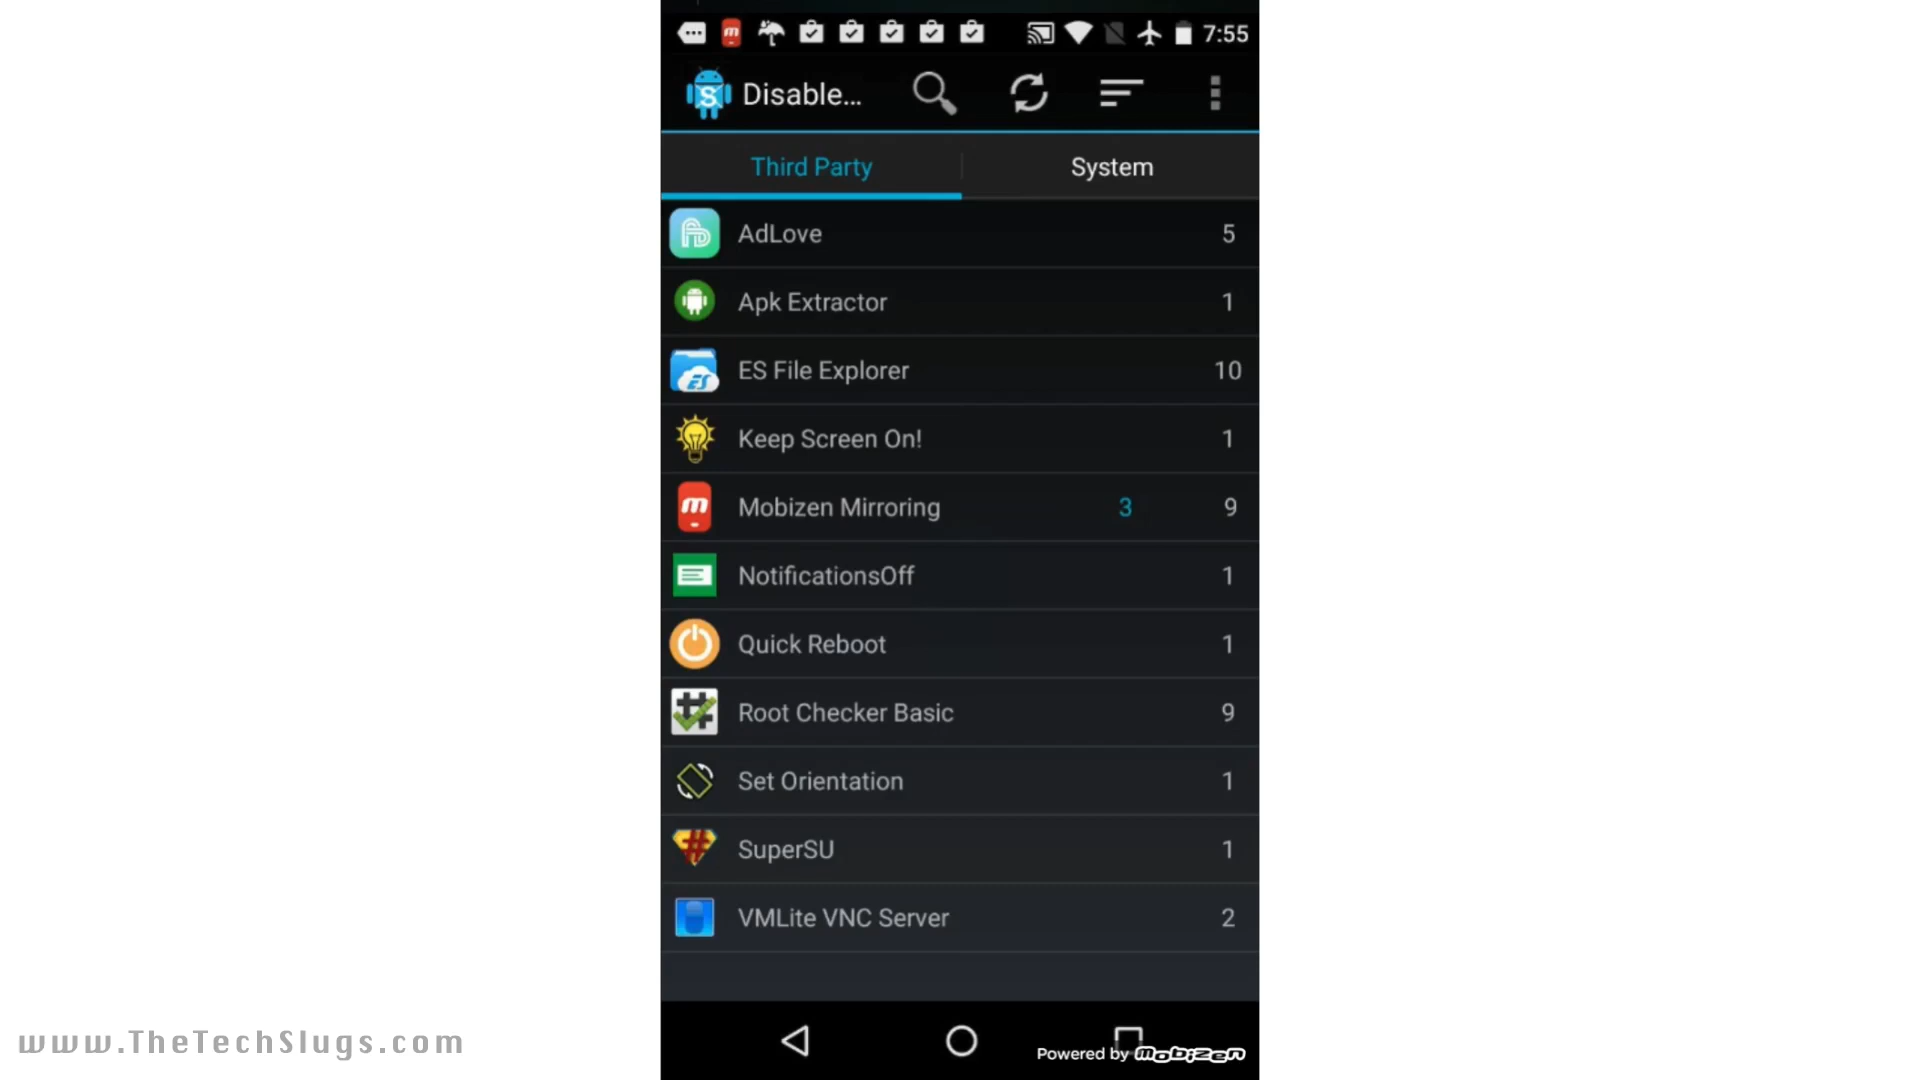 7:55
Disable...
Third Party System
AdLove 5
Apk Extractor 1
ES File Explorer 10
Keep Screen On! 1
Mobizen Mirroring 3 9
NotificationsOff 1
Quick Reboot 1
Root Checker Basic 9
Set Orientation 1
SuperSU 1
VMLite VNC Server 2
www.TheTechSlugs.com
Powered by mobizen